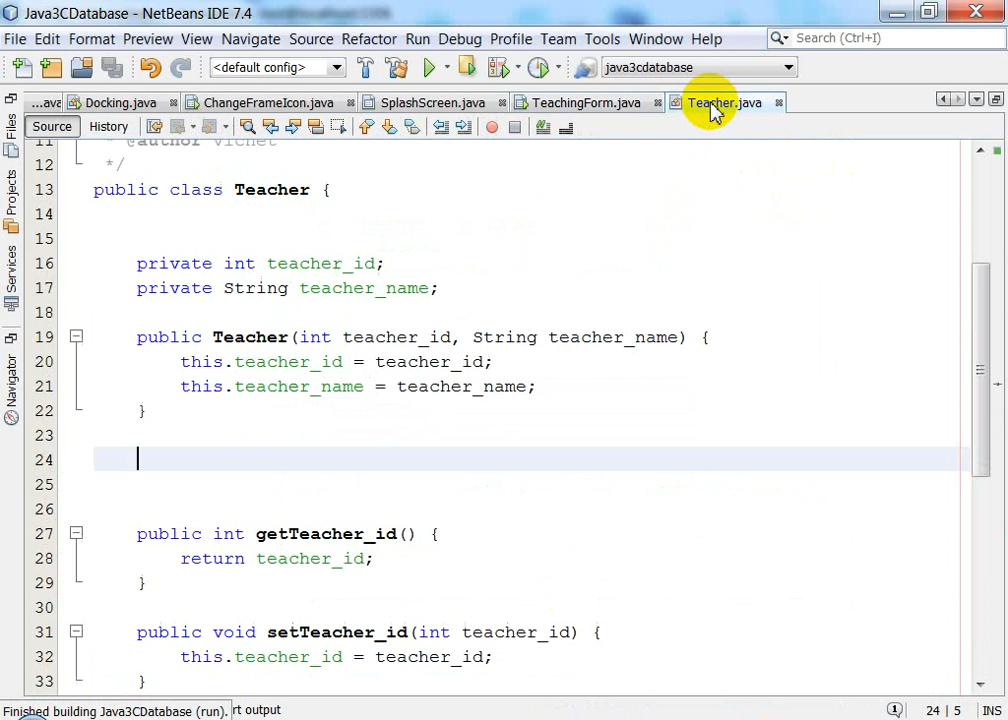 Java3CDatabase - NetBeans IDE 7.4
File Edit Format Preview View Navigate Source Refactor Run Debug Profile Team Tools Window Help
Search (Ctrl+I)
<default config>
java3cdatabase
...ava Docking.java ChangeFrameIcon.java SplashScreen.java TeachingForm.java Teacher.java
Source History
Files
Projects
Services
Navigator
11 * @author vichet
12 */
13 public class Teacher {
14
15
16 private int teacher_id;
17 private String teacher_name;
18
19 public Teacher(int teacher_id, String teacher_name) {
20 this.teacher_id = teacher_id;
21 this.teacher_name = teacher_name;
22 }
23
24
25
26
27 public int getTeacher_id() {
28 return teacher_id;
29 }
30
31 public void setTeacher_id(int teacher_id) {
32 this.teacher_id = teacher_id;
33 }
Finished building Java3CDatabase (run). rt output
1 24 | 5 INS